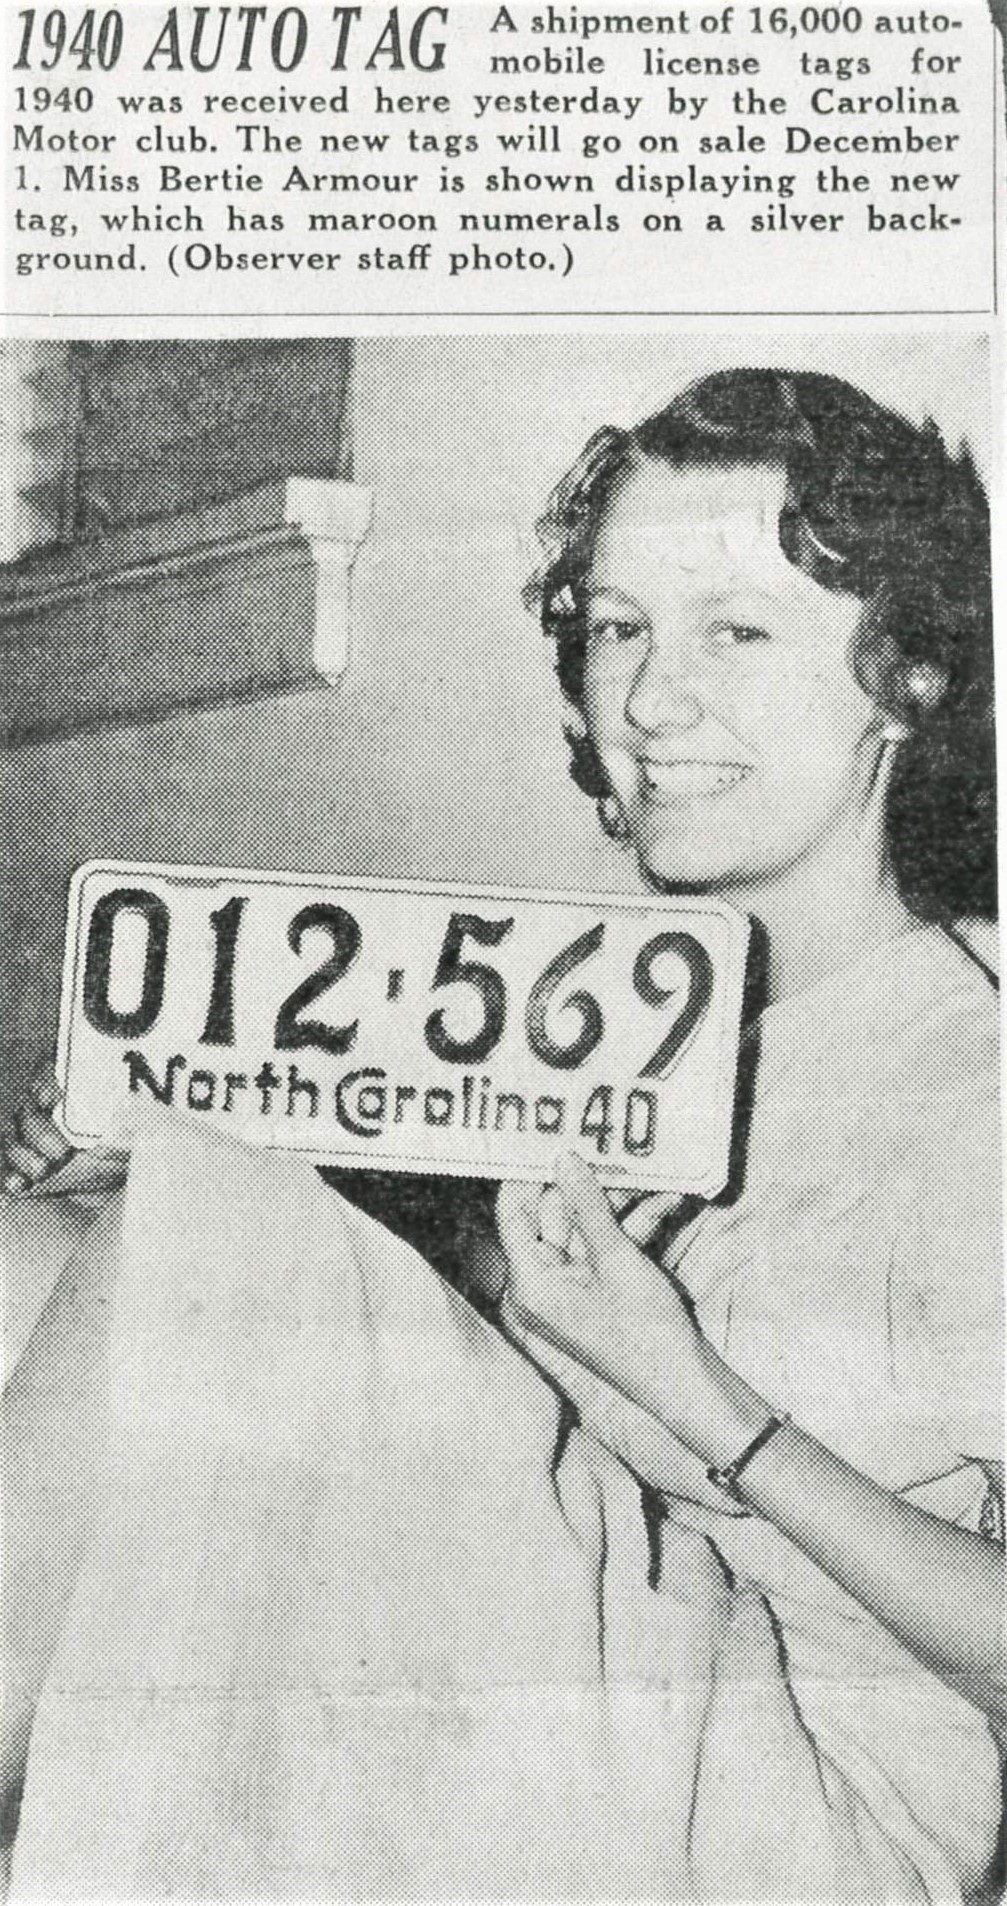 1940 AUTO TAG A shipment of 16,000 auto-
mobile license tags for
1940 was received here yesterday by the Carolina
Motor club. The new tags will go on sale December
1. Miss Bertie Armour is shown displaying the new
tag, which has maroon numerals on a silver back-
ground. (Observer staff photo.)
012-569
North Carolina 40